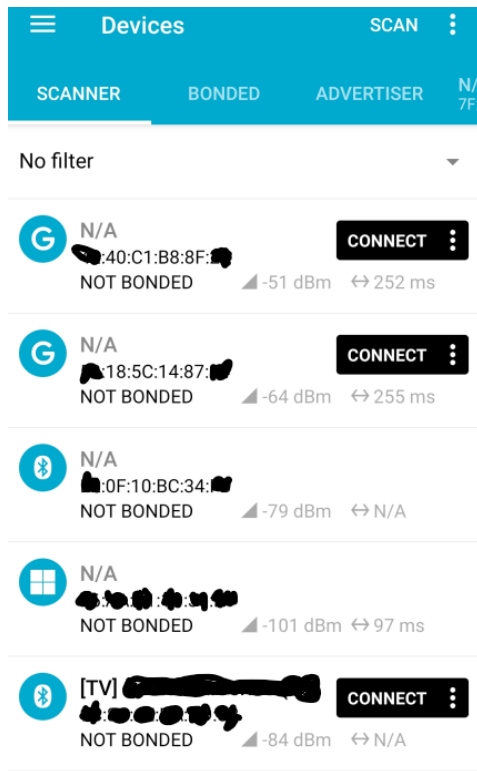 Devices SCAN
SCANNER BONDED ADVERTISER N/
7F
No filter
N/A
:40:C1:B8:8F:
CONNECT
NOT BONDED -51 dBm 252 ms
N/A
:18:5C:14:87:
CONNECT
NOT BONDED -64 dBm 255 ms
N/A
:0F:10:BC:34:
NOT BONDED -79 dBm N/A
N/A
NOT BONDED -101 dBm 97 ms
[TV]
CONNECT
NOT BONDED -84 dBm N/A